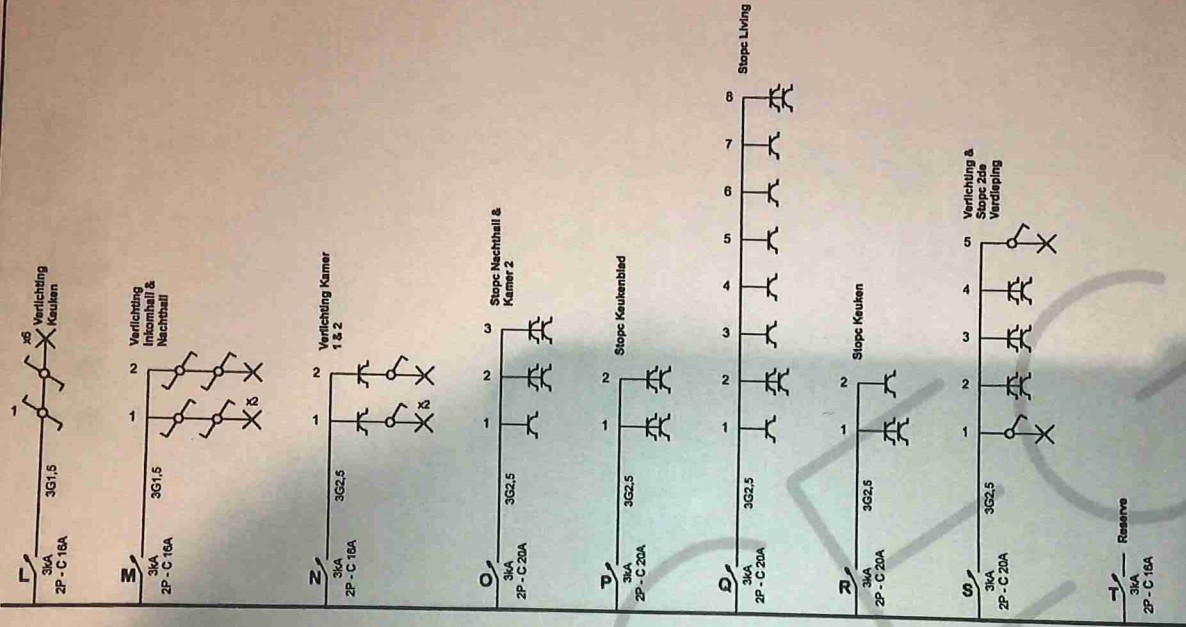 L
3kA
2P - C 16A
3G1,5
1
x6
Verlichting
Keuken
M
3kA
2P - C 16A
3G1,5
1
2
x2
Verlichting
Inkomhall &
Nachthall
N
3kA
2P - C 16A
3G2,5
1
2
x2
Verlichting Kamer
1 & 2
O
3kA
2P - C 20A
3G2,5
1
2
3
Stopc Nachthall &
Kamer 2
P
3kA
2P - C 20A
3G2,5
1
2
Stopc Keukenblad
Q
3kA
2P - C 20A
3G2,5
1
2
3
4
5
6
7
8
Stopc Living
R
3kA
2P - C 20A
3G2,5
1
2
Stopc Keuken
S
3kA
2P - C 20A
3G2,5
1
2
3
4
5
Verlichting &
Stopc 2de
Verdieping
T
3kA
2P - C 16A
Reserve